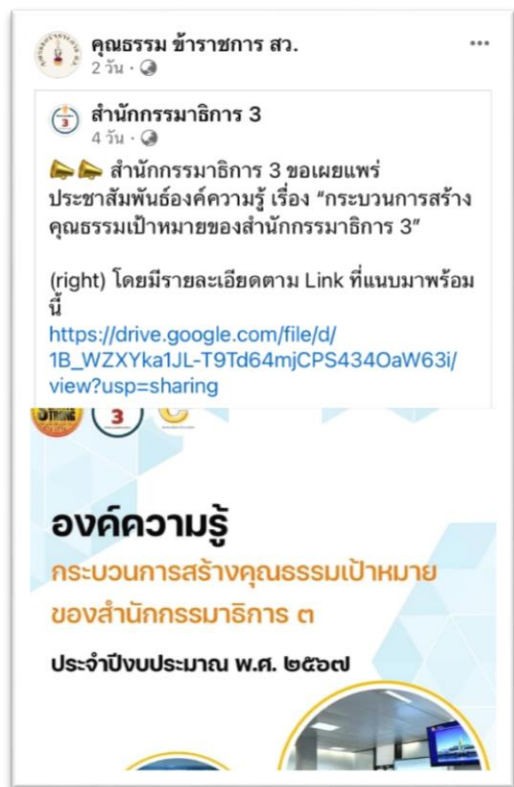 คุณธรรม ข้าราชการ สว.
2 วัน ·
สำนักกรรมาธิการ 3
4 วัน ·
สำนักกรรมาธิการ 3 ขอเผยแพร่
ประชาสัมพันธ์องค์ความรู้ เรื่อง “กระบวนการสร้าง
คุณธรรมเป้าหมายของสำนักกรรมาธิการ 3”
(right) โดยมีรายละเอียดตาม Link ที่แนบมาพร้อม
นี้
https://drive.google.com/file/d/
1B_WZXYka1JL-T9Td64mjCPS434OaW63i/
view?usp=sharing
STRONG
3
องค์ความรู้
กระบวนการสร้างคุณธรรมเป้าหมาย
ของสำนักกรรมาธิการ ๓
ประจำปีงบประมาณ พ.ศ. ๒๕๖๗